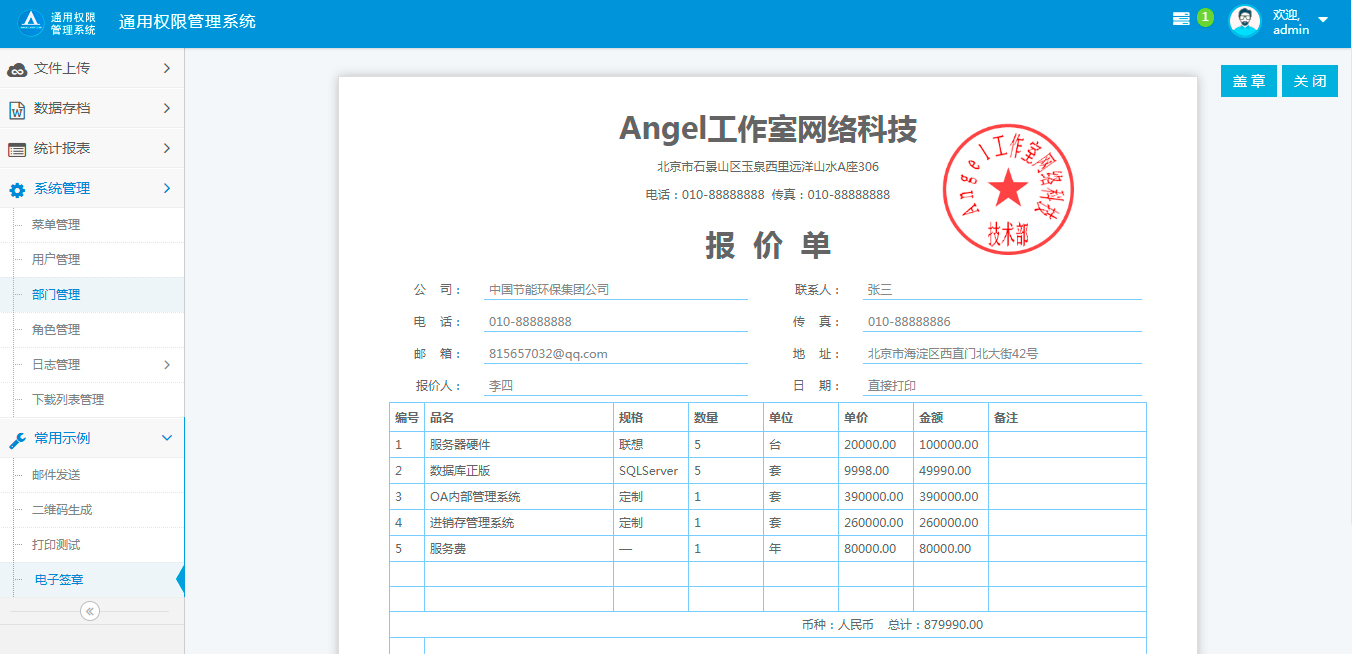 通用权限
管理系统
通用权限管理系统
1
欢迎,
admin
文件上传
数据存档
统计报表
系统管理
菜单管理
用户管理
部门管理
角色管理
日志管理
下载列表管理
常用示例
邮件发送
二维码生成
打印测试
电子签章
盖 章 关 闭
Angel工作室网络科技
北京市石景山区玉泉西里远洋山水A座306
电话：010-88888888 传真：010-88888888
Angel工作室网络科技
技术部
报 价 单
公 司： 中国节能环保集团公司 联系人： 张三
电 话： 010-88888888 传 真： 010-88888886
邮 箱： 815657032@qq.com 地 址： 北京市海淀区西直门北大街42号
报价人： 李四 日 期： 直接打印
编号 品名 规格 数量 单位 单价 金额 备注
1 服务器硬件 联想 5 台 20000.00 100000.00
2 数据库正版 SQLServer 5 套 9998.00 49990.00
3 OA内部管理系统 定制 1 套 390000.00 390000.00
4 进销存管理系统 定制 1 套 260000.00 260000.00
5 服务费 — 1 年 80000.00 80000.00
币种：人民币 总计：879990.00